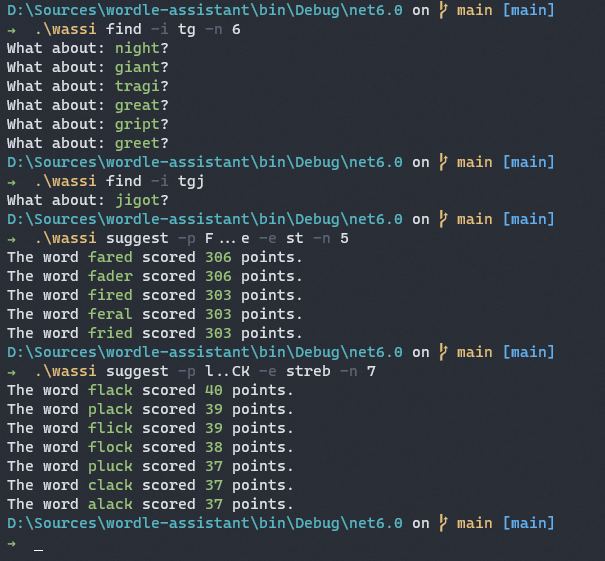 D:\Sources\wordle-assistant\bin\Debug\net6.0 on main [main]
→ .\wassi find -i tg -n 6
What about: night?
What about: giant?
What about: tragi?
What about: great?
What about: gript?
What about: greet?
D:\Sources\wordle-assistant\bin\Debug\net6.0 on main [main]
→ .\wassi find -i tgj
What about: jigot?
D:\Sources\wordle-assistant\bin\Debug\net6.0 on main [main]
→ .\wassi suggest -p F...e -e st -n 5
The word fared scored 306 points.
The word fader scored 306 points.
The word fired scored 303 points.
The word feral scored 303 points.
The word fried scored 303 points.
D:\Sources\wordle-assistant\bin\Debug\net6.0 on main [main]
→ .\wassi suggest -p l..CK -e streb -n 7
The word flack scored 40 points.
The word plack scored 39 points.
The word flick scored 39 points.
The word flock scored 38 points.
The word pluck scored 37 points.
The word clack scored 37 points.
The word alack scored 37 points.
D:\Sources\wordle-assistant\bin\Debug\net6.0 on main [main]
→ _